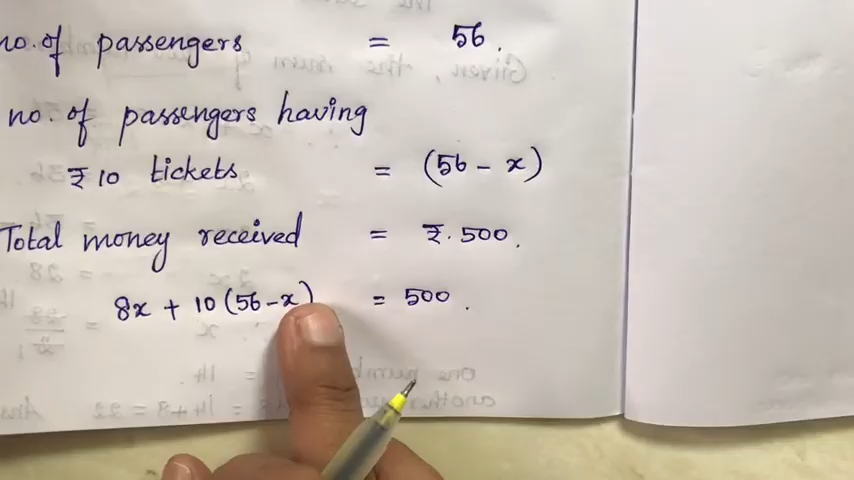 no. of passengers = 56.
no. of passengers having
₹ 10 tickets = (56 - x)
Total money received = ₹. 500.
8x + 10 (56 - x) = 500.